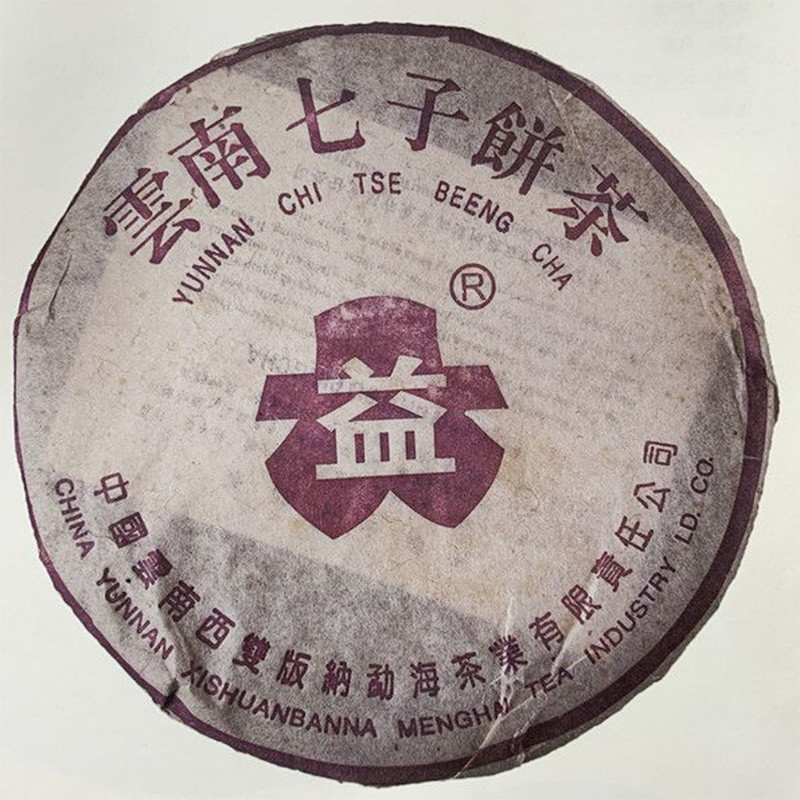 雲南七子餅茶
YUNNAN CHI TSE BEENG CHA
®
益
中國雲南西雙版納勐海茶業有限責任公司
CHINA YUNNAN XISHUANBANNA MENGHAI TEA INDUSTRY LD. CO.